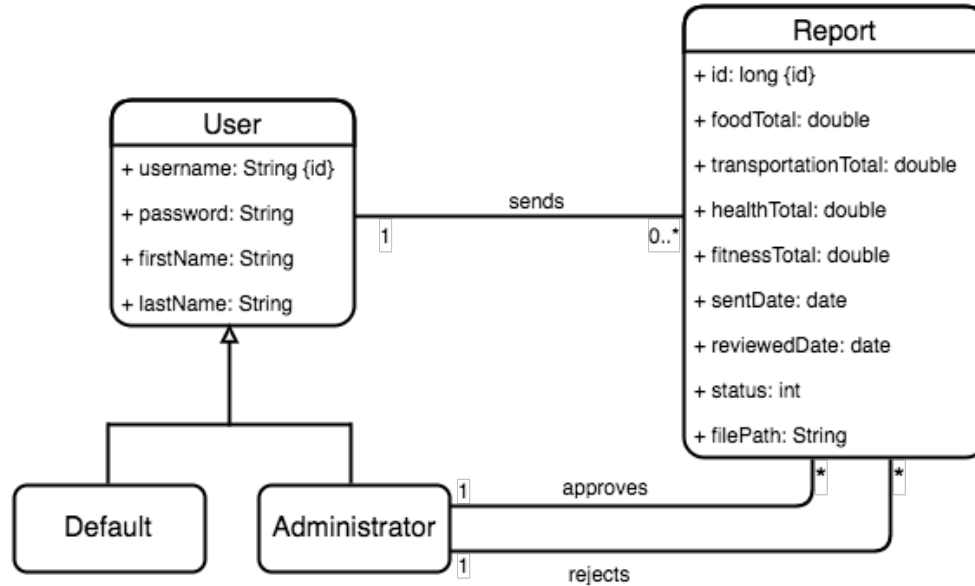 Report
+ id: long {id}
+ foodTotal: double
+ transportationTotal: double
+ healthTotal: double
+ fitnessTotal: double
+ sentDate: date
+ reviewedDate: date
+ status: int
+ filePath: String
User
+ username: String {id}
+ password: String
+ firstName: String
+ lastName: String
sends
1
0..*
Default
Administrator
1
approves
*
1
rejects
*